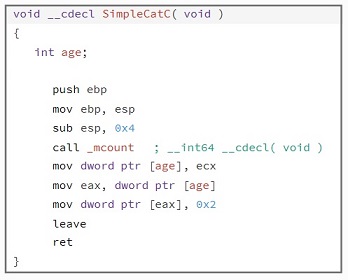 void __cdecl SimpleCatC( void )
{
int age;
push ebp
mov ebp, esp
sub esp, 0x4
call _mcount ; __int64 __cdecl( void )
mov dword ptr [age], ecx
mov eax, dword ptr [age]
mov dword ptr [eax], 0x2
leave
ret
}